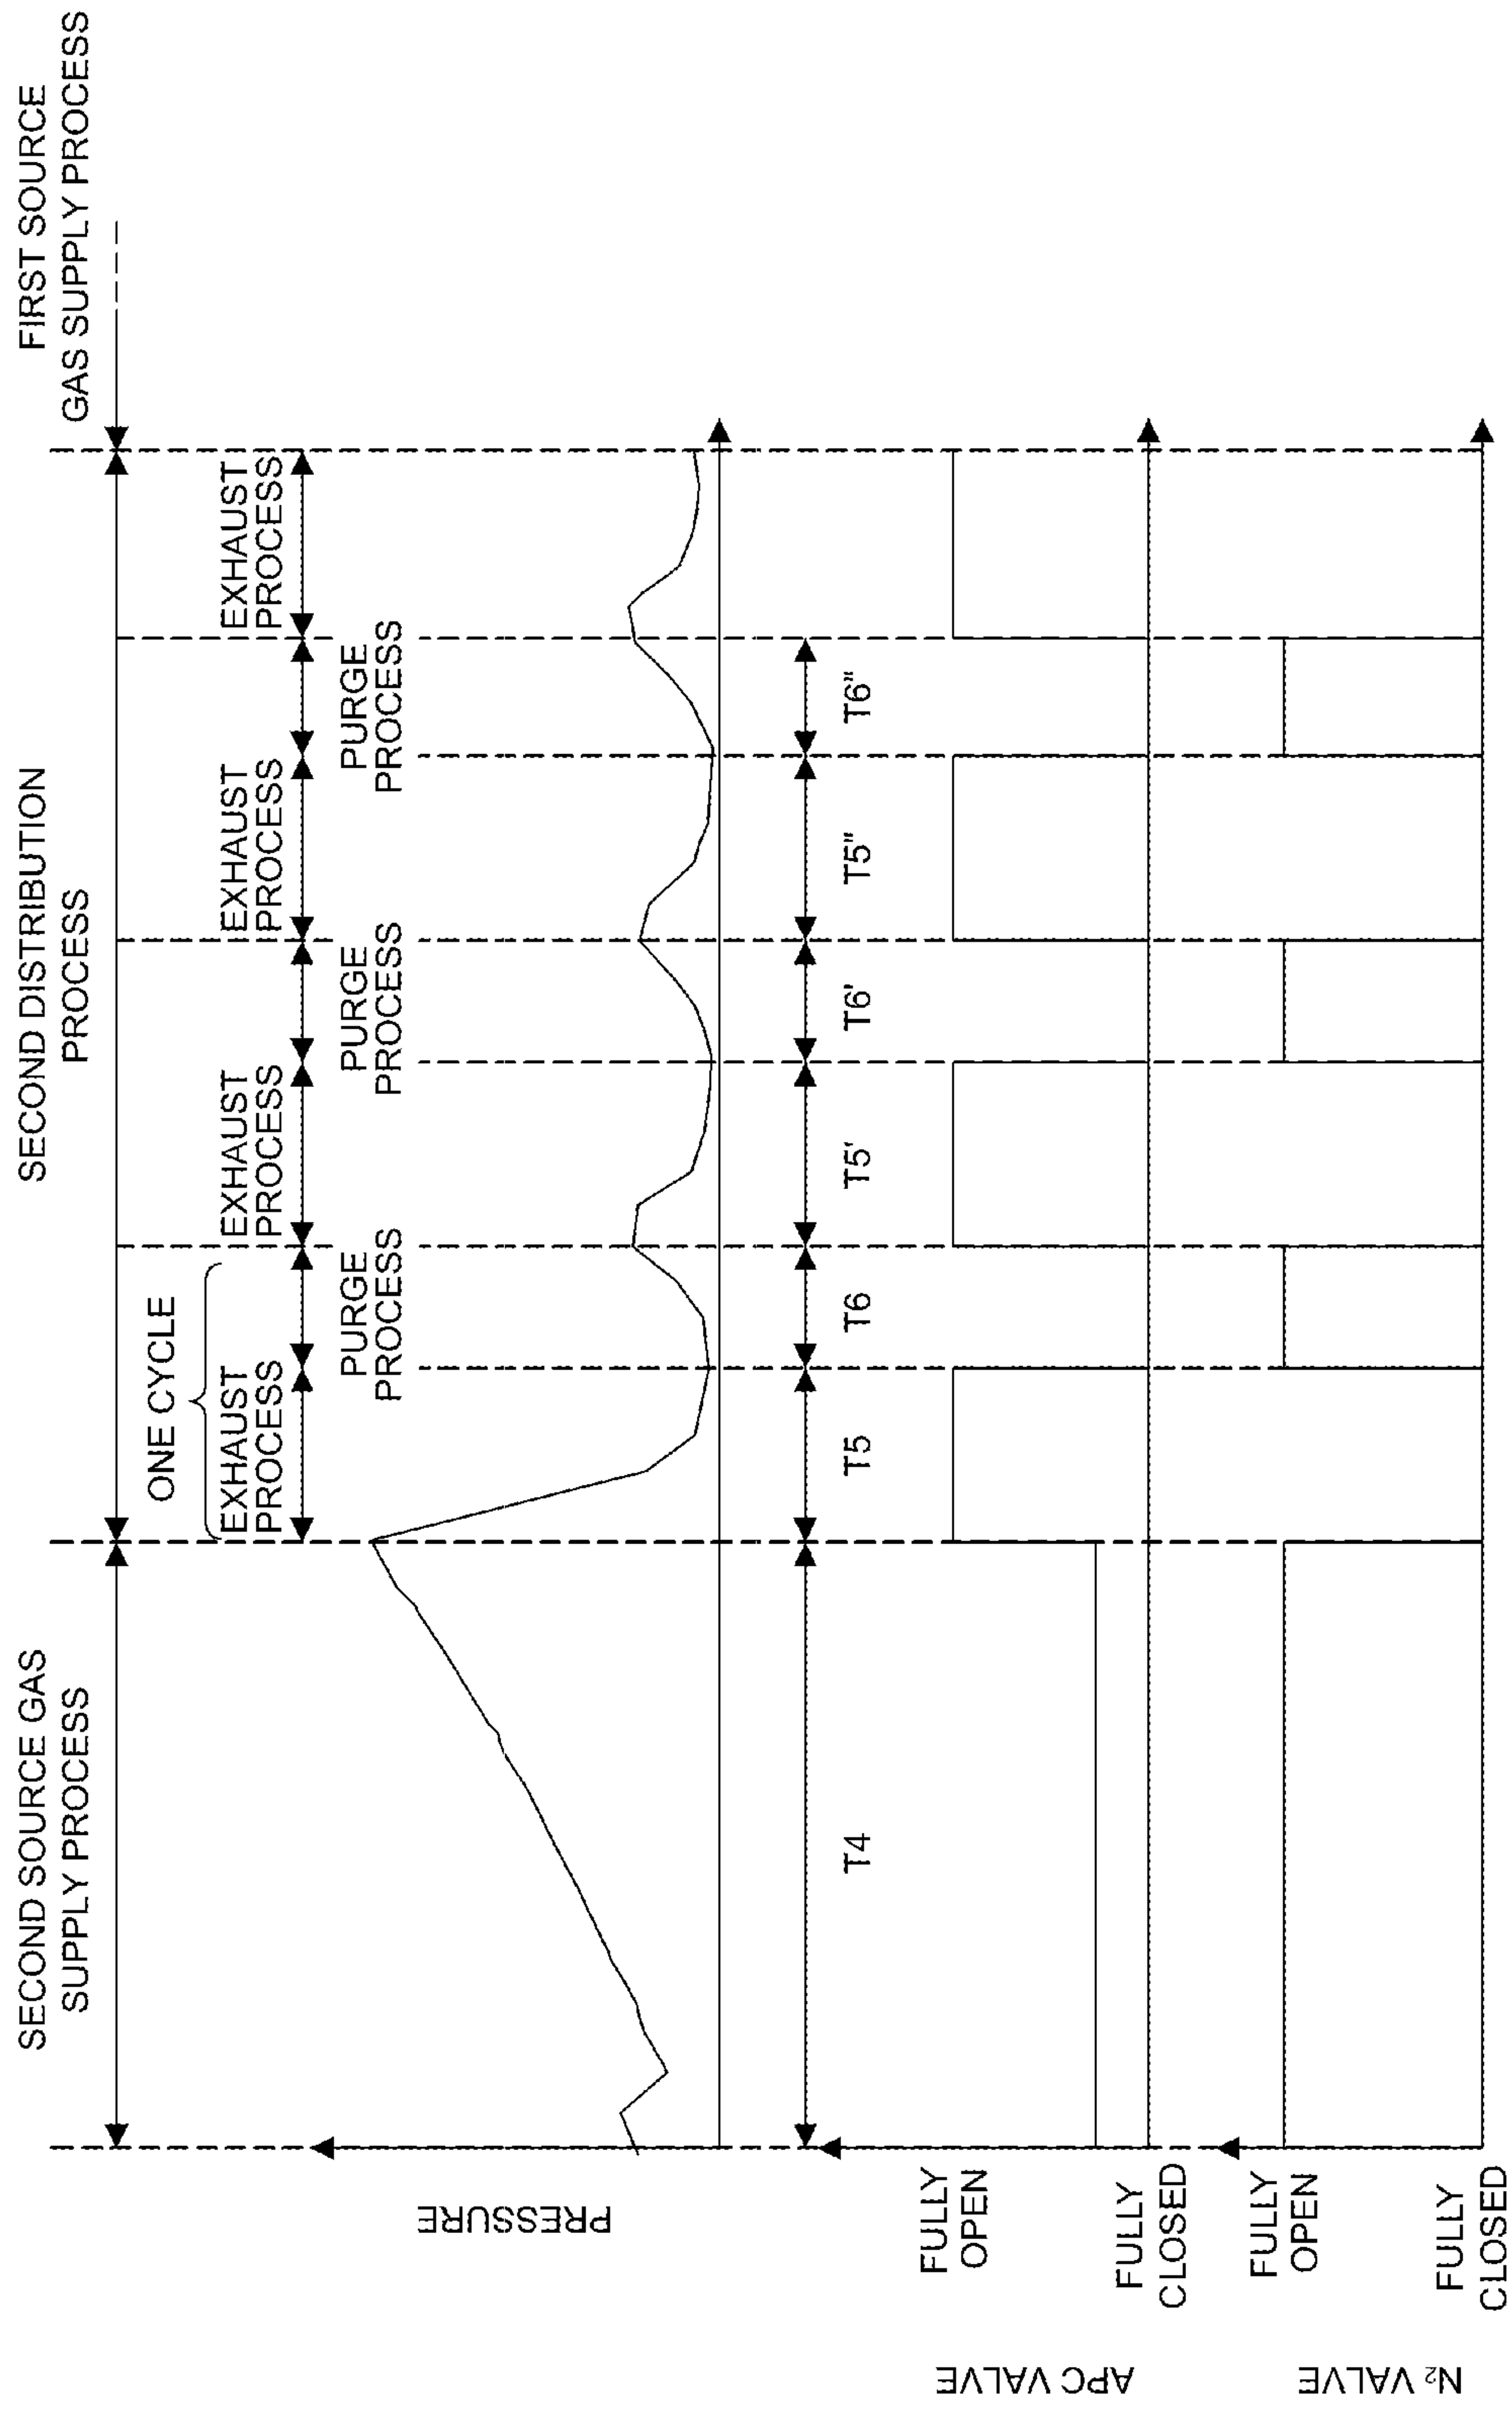 SECOND SOURCE GAS
SUPPLY PROCESS
SECOND DISTRIBUTION
PROCESS
FIRST SOURCE
GAS SUPPLY PROCESS
ONE CYCLE
EXHAUST
PROCESS
EXHAUST
PROCESS
EXHAUST
PROCESS
EXHAUST
PROCESS
PURGE
PROCESS
PURGE
PROCESS
PURGE
PROCESS
PRESSURE
T4
T5
T6
T5'
T6'
T5"
T6"
APC VALVE
FULLY
OPEN
FULLY
CLOSED
N₂ VALVE
FULLY
OPEN
FULLY
CLOSED